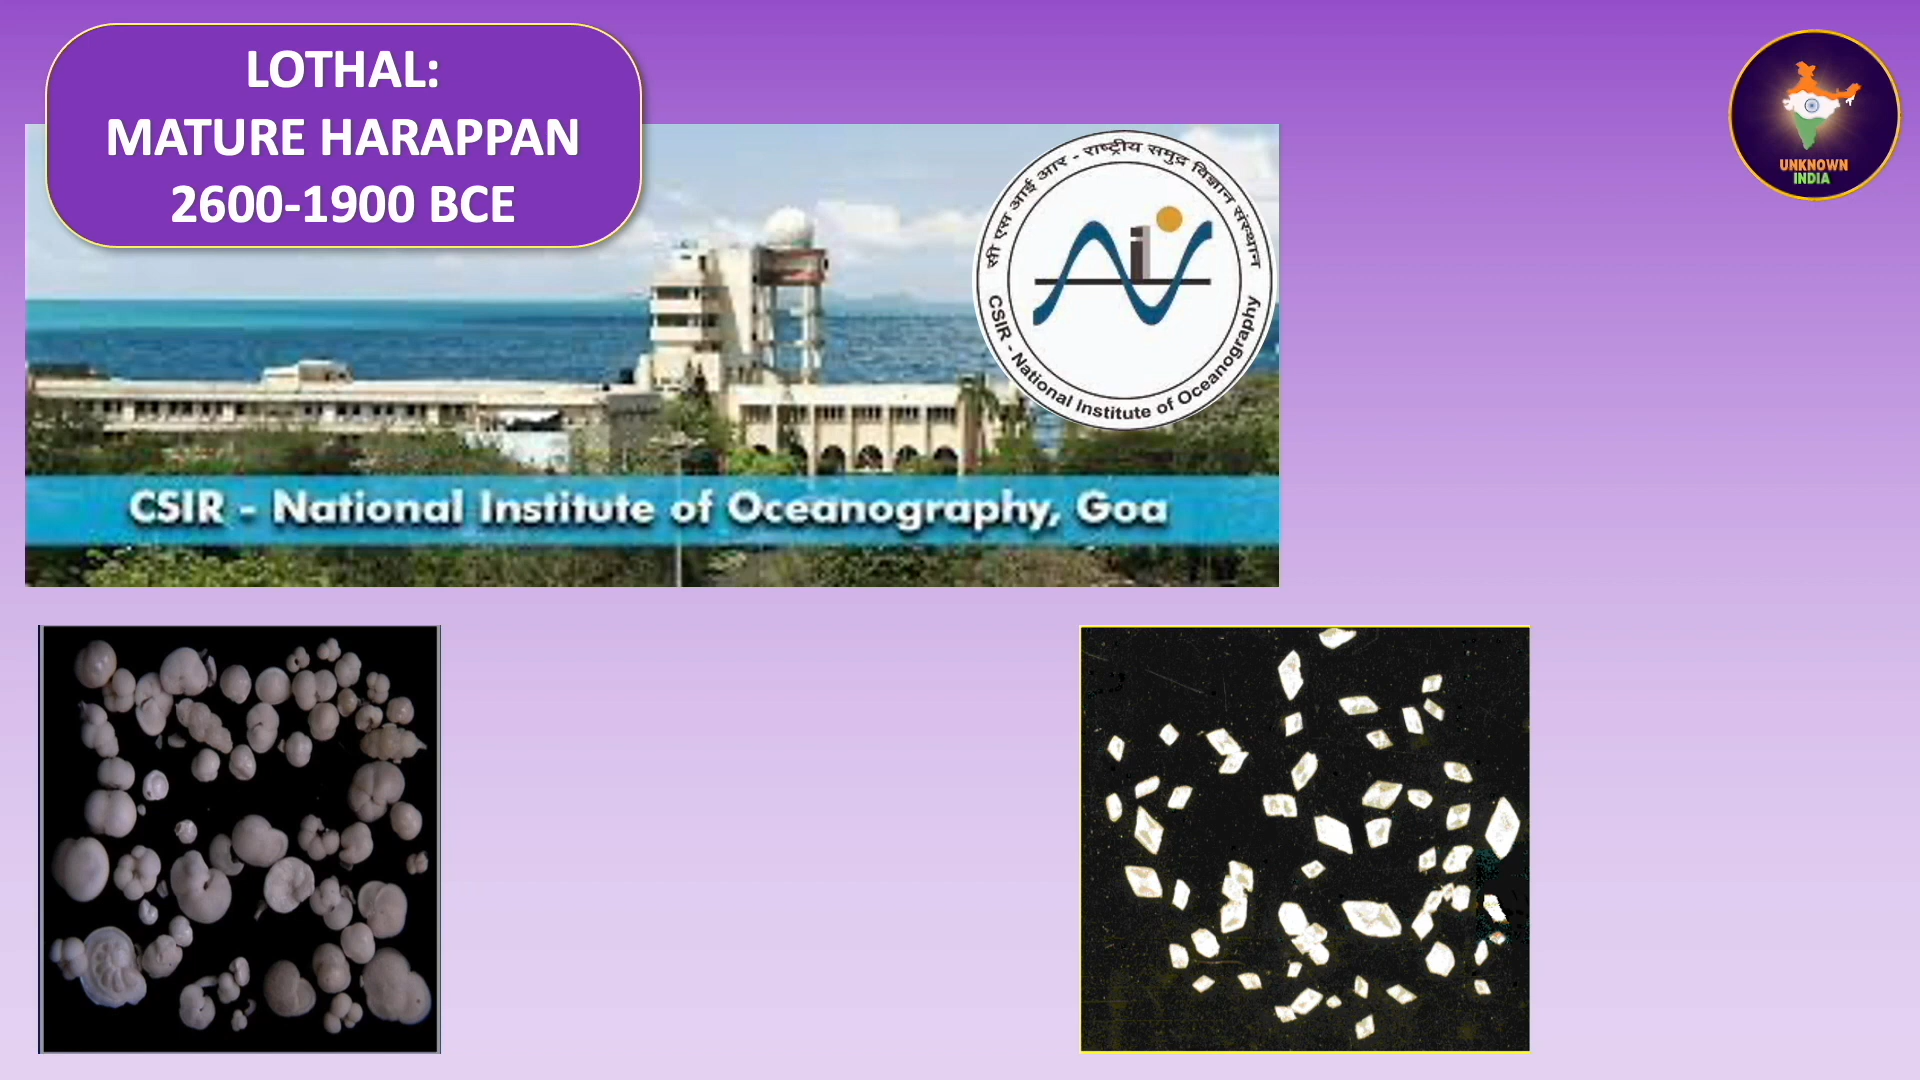 LOTHAL:
MATURE HARAPPAN
2600-1900 BCE
सी एस आई आर - राष्ट्रीय समुद्र विज्ञान संस्थान
CSIR - National Institute of Oceanography
UNKNOWN
INDIA
CSIR - National Institute of Oceanography, Goa